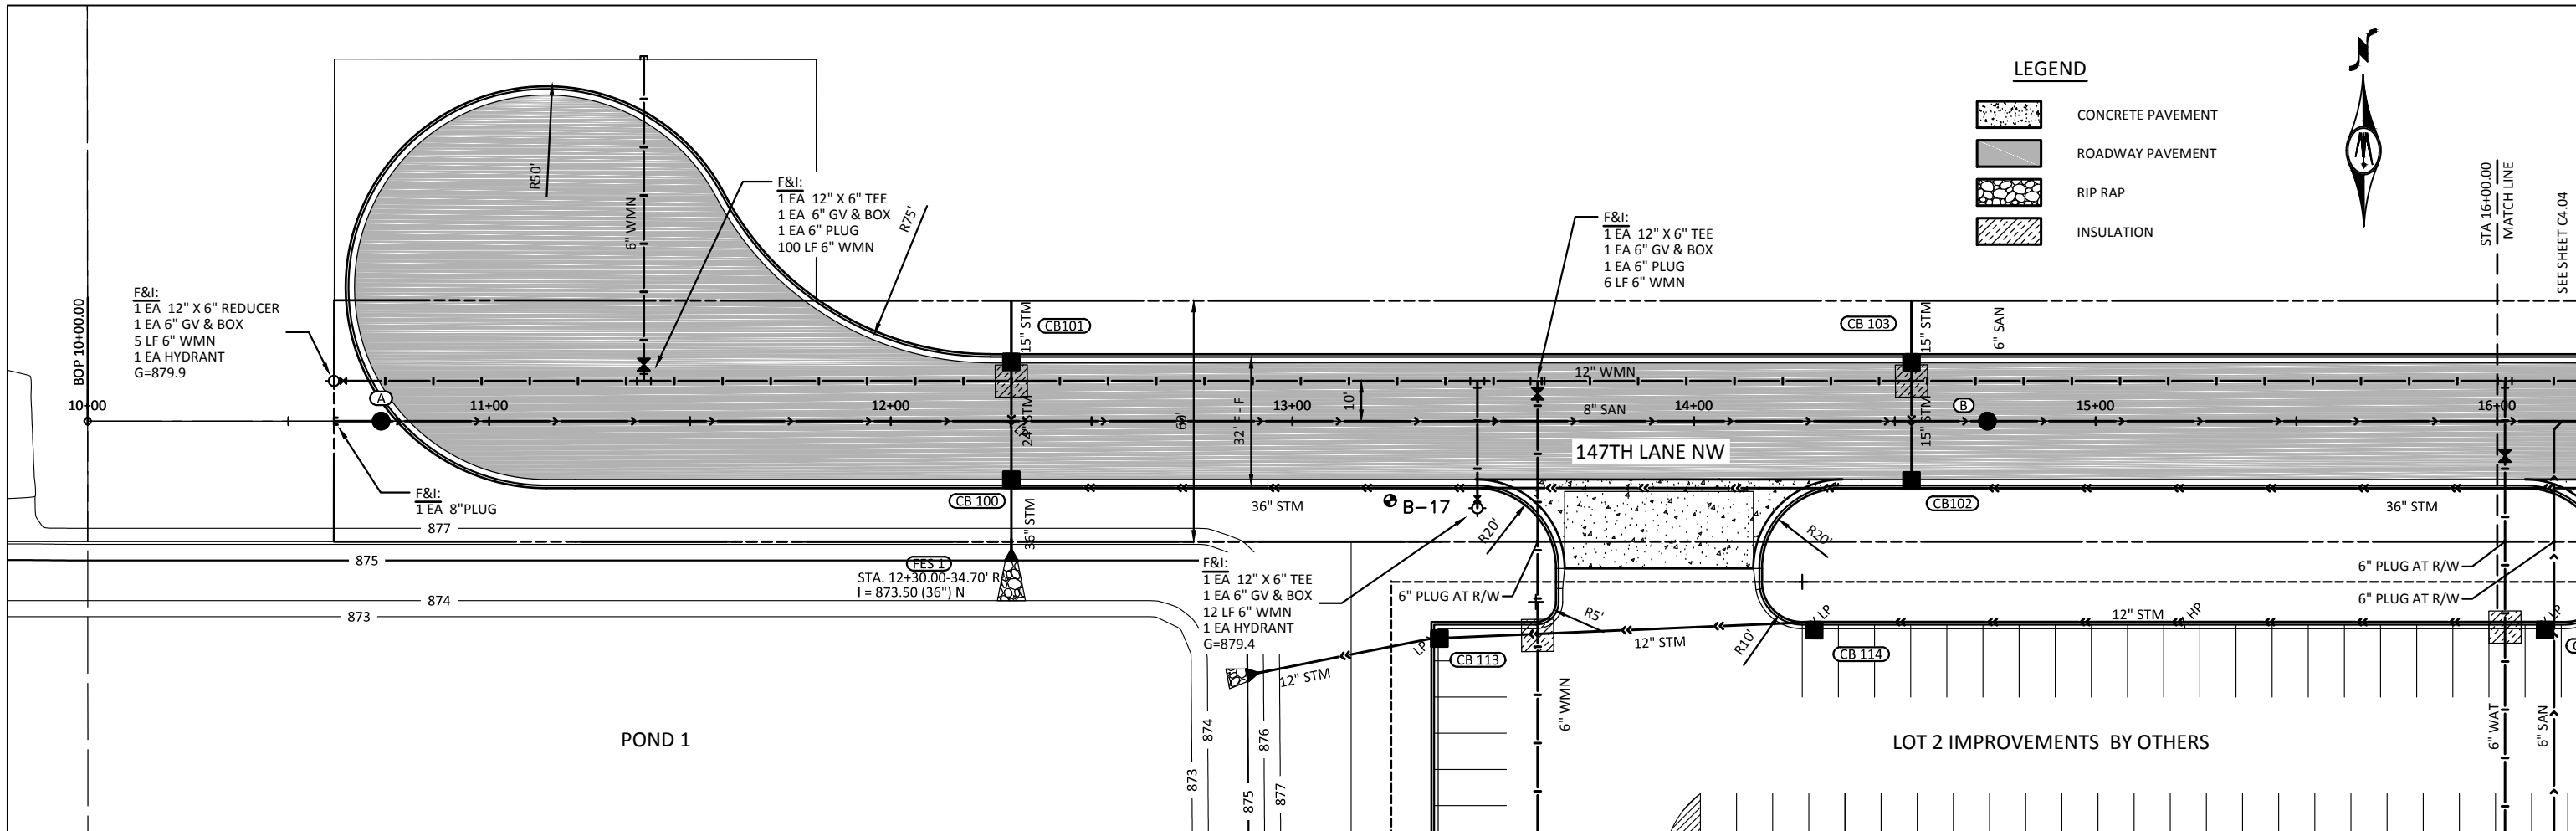 LEGEND
CONCRETE PAVEMENT
ROADWAY PAVEMENT
RIP RAP
INSULATION
N
STA 16+00.00
MATCH LINE
SEE SHEET C4.04
R50'
6" WMN
F&I:
1 EA 12" X 6" TEE
1 EA 6" GV & BOX
1 EA 6" PLUG
100 LF 6" WMN
R75'
F&I:
1 EA 12" X 6" TEE
1 EA 6" GV & BOX
1 EA 6" PLUG
6 LF 6" WMN
F&I:
1 EA 12" X 6" REDUCER
1 EA 6" GV & BOX
5 LF 6" WMN
1 EA HYDRANT
G=879.9
BOP 10+00.00
15" STM
CB101
CB 103
15" STM
6" SAN
12" WMN
10+00
A
11+00
12+00
24" STM
60'
32' F - F
13+00
10'
8" SAN
14+00
15" STM
B
15+00
16+00
147TH LANE NW
F&I:
1 EA 8"PLUG
CB 100
36" STM
36" STM
B-17
R20'
R20'
CB102
36" STM
877
875
874
873
FES 1
STA. 12+30.00-34.70' R
I = 873.50 (36") N
F&I:
1 EA 12" X 6" TEE
1 EA 6" GV & BOX
12 LF 6" WMN
1 EA HYDRANT
G=879.4
6" PLUG AT R/W
6" PLUG AT R/W
6" PLUG AT R/W
R5'
LP
HP
LP
12" STM
12" STM
12" STM
LP
CB 113
R10'
CB 114
6" WMN
POND 1
873
874
875
876
877
LOT 2 IMPROVEMENTS BY OTHERS
6" WAT
6" SAN